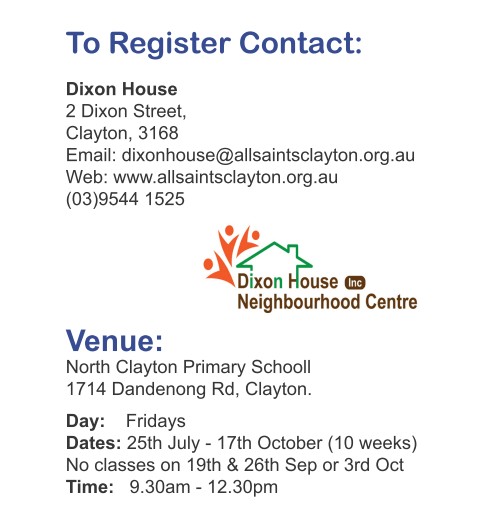 To Register Contact:
Dixon House
2 Dixon Street,
Clayton, 3168
Email: dixonhouse@allsaintsclayton.org.au
Web: www.allsaintsclayton.org.au
(03)9544 1525
Dixon House Inc
Neighbourhood Centre
Venue:
North Clayton Primary Schooll
1714 Dandenong Rd, Clayton.
Day: Fridays
Dates: 25th July - 17th October (10 weeks)
No classes on 19th & 26th Sep or 3rd Oct
Time: 9.30am - 12.30pm